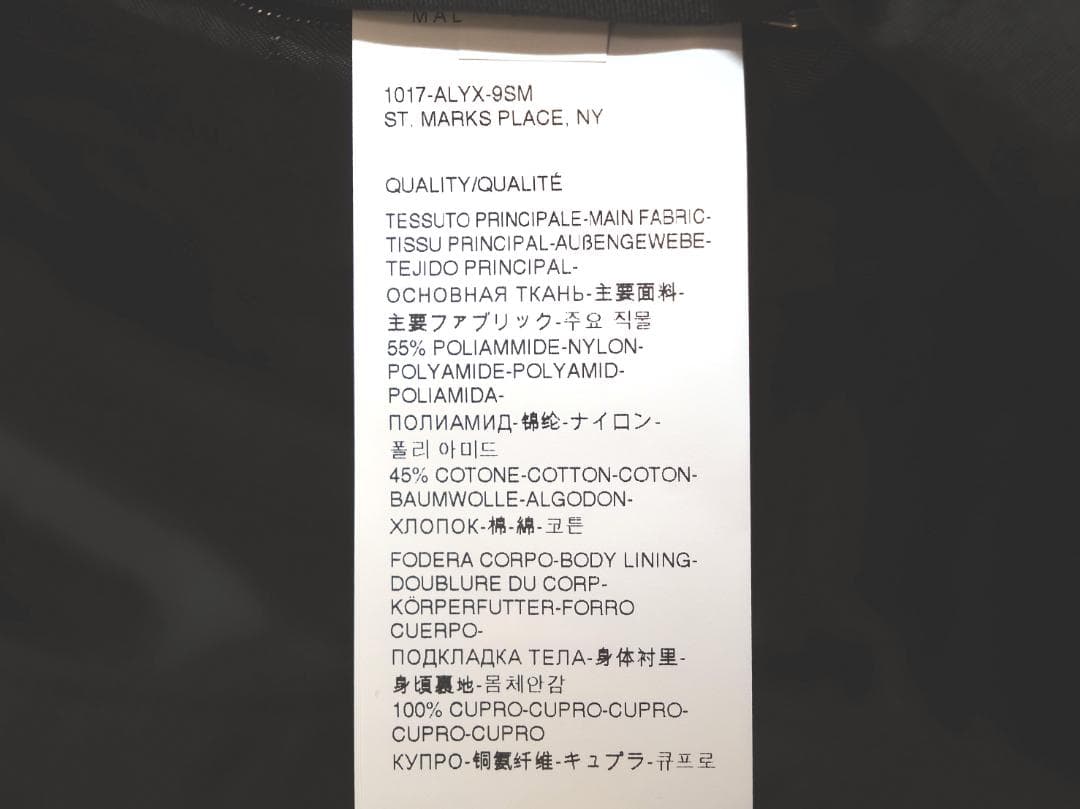 MAL
1017-ALYX-9SM
ST. MARKS PLACE, NY
QUALITY/QUALITÉ
TESSUTO PRINCIPALE-MAIN FABRIC-
TISSU PRINCIPAL-AUßENGEWEBE-
TEJIDO PRINCIPAL-
ОСНОВНАЯ ТКАНЬ-主要面料-
主要ファブリック-주요 직물
55% POLIAMMIDE-NYLON-
POLYAMIDE-POLYAMID-
POLIAMIDA-
ПОЛИАМИД-锦纶-ナイロン-
폴리 아미드
45% COTONE-COTTON-COTON-
BAUMWOLLE-ALGODON-
ХЛОПОК-棉-綿-코튼
FODERA CORPO-BODY LINING-
DOUBLURE DU CORP-
KÖRPERFUTTER-FORRO
CUERPO-
ПОДКЛАДКА ТЕЛА-身体衬里-
身頃裏地-몸체안감
100% CUPRO-CUPRO-CUPRO-
CUPRO-CUPRO
КУПРО-铜氨纤维-キュプラ-큐프로